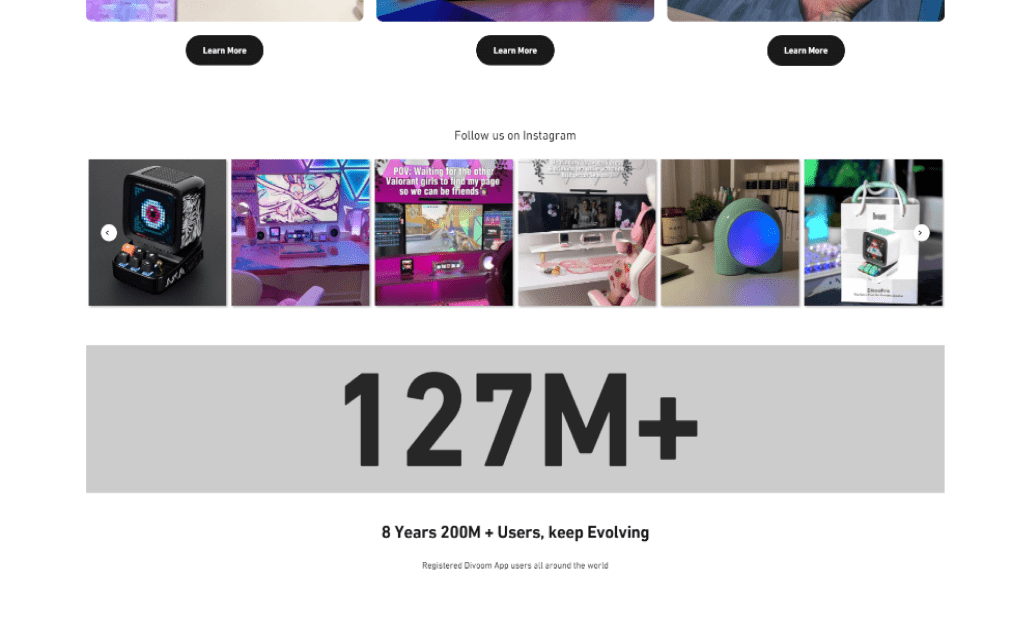 Learn More
Learn More
Learn More
Follow us on Instagram
POV: Waiting for the other
Valorant girls to find my page
so we can be friends
127M+
8 Years 200M + Users, keep Evolving
Registered Divoom App users all around the world